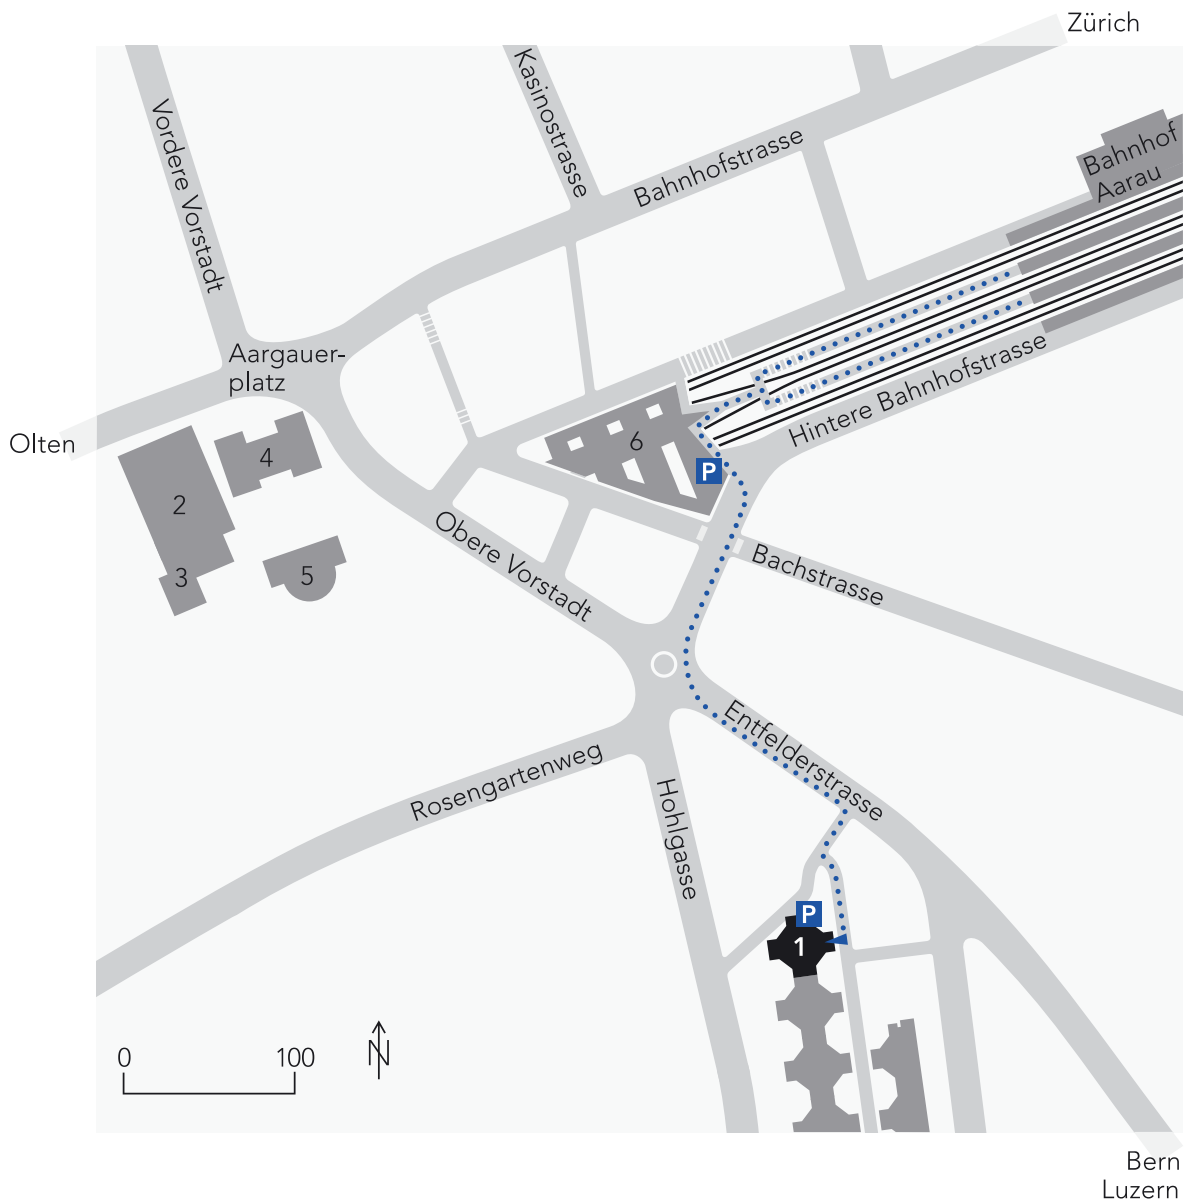 Zürich
Kasinostrasse
Vordere Vorstadt
Bahnhofstrasse
Bahnhof
Aarau
Aargauer-
platz
Hintere Bahnhofstrasse
Olten
4
6
P
2
Obere Vorstadt
Bachstrasse
3
5
Entfelderstrasse
Rosengartenweg
Hohlgasse
P
1
0
100
N
Bern
Luzern